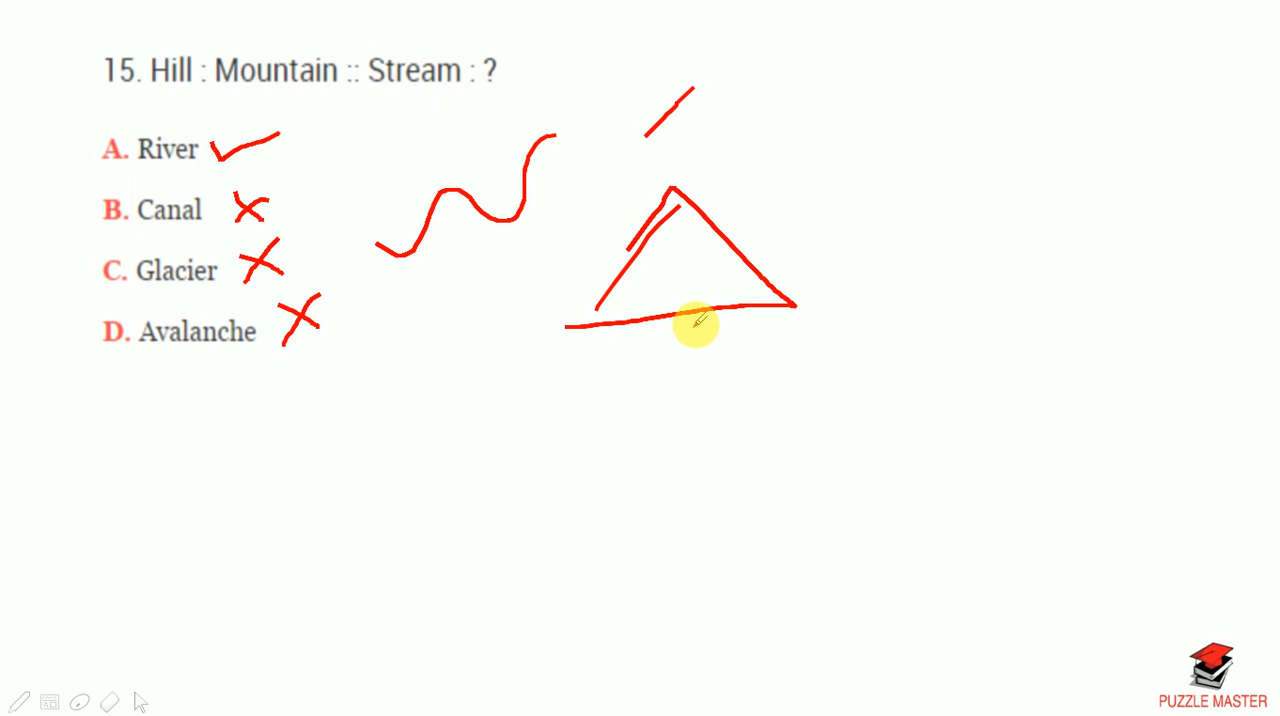 15. Hill : Mountain :: Stream : ?
A. River
B. Canal
C. Glacier
D. Avalanche
PUZZLE MASTER